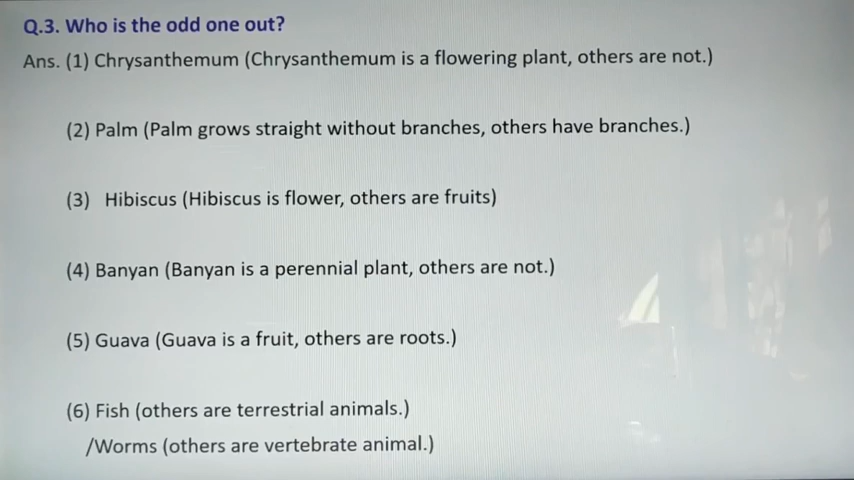 Q.3. Who is the odd one out?
Ans. (1) Chrysanthemum (Chrysanthemum is a flowering plant, others are not.)
(2) Palm (Palm grows straight without branches, others have branches.)
(3) Hibiscus (Hibiscus is flower, others are fruits)
(4) Banyan (Banyan is a perennial plant, others are not.)
(5) Guava (Guava is a fruit, others are roots.)
(6) Fish (others are terrestrial animals.)
/Worms (others are vertebrate animal.)